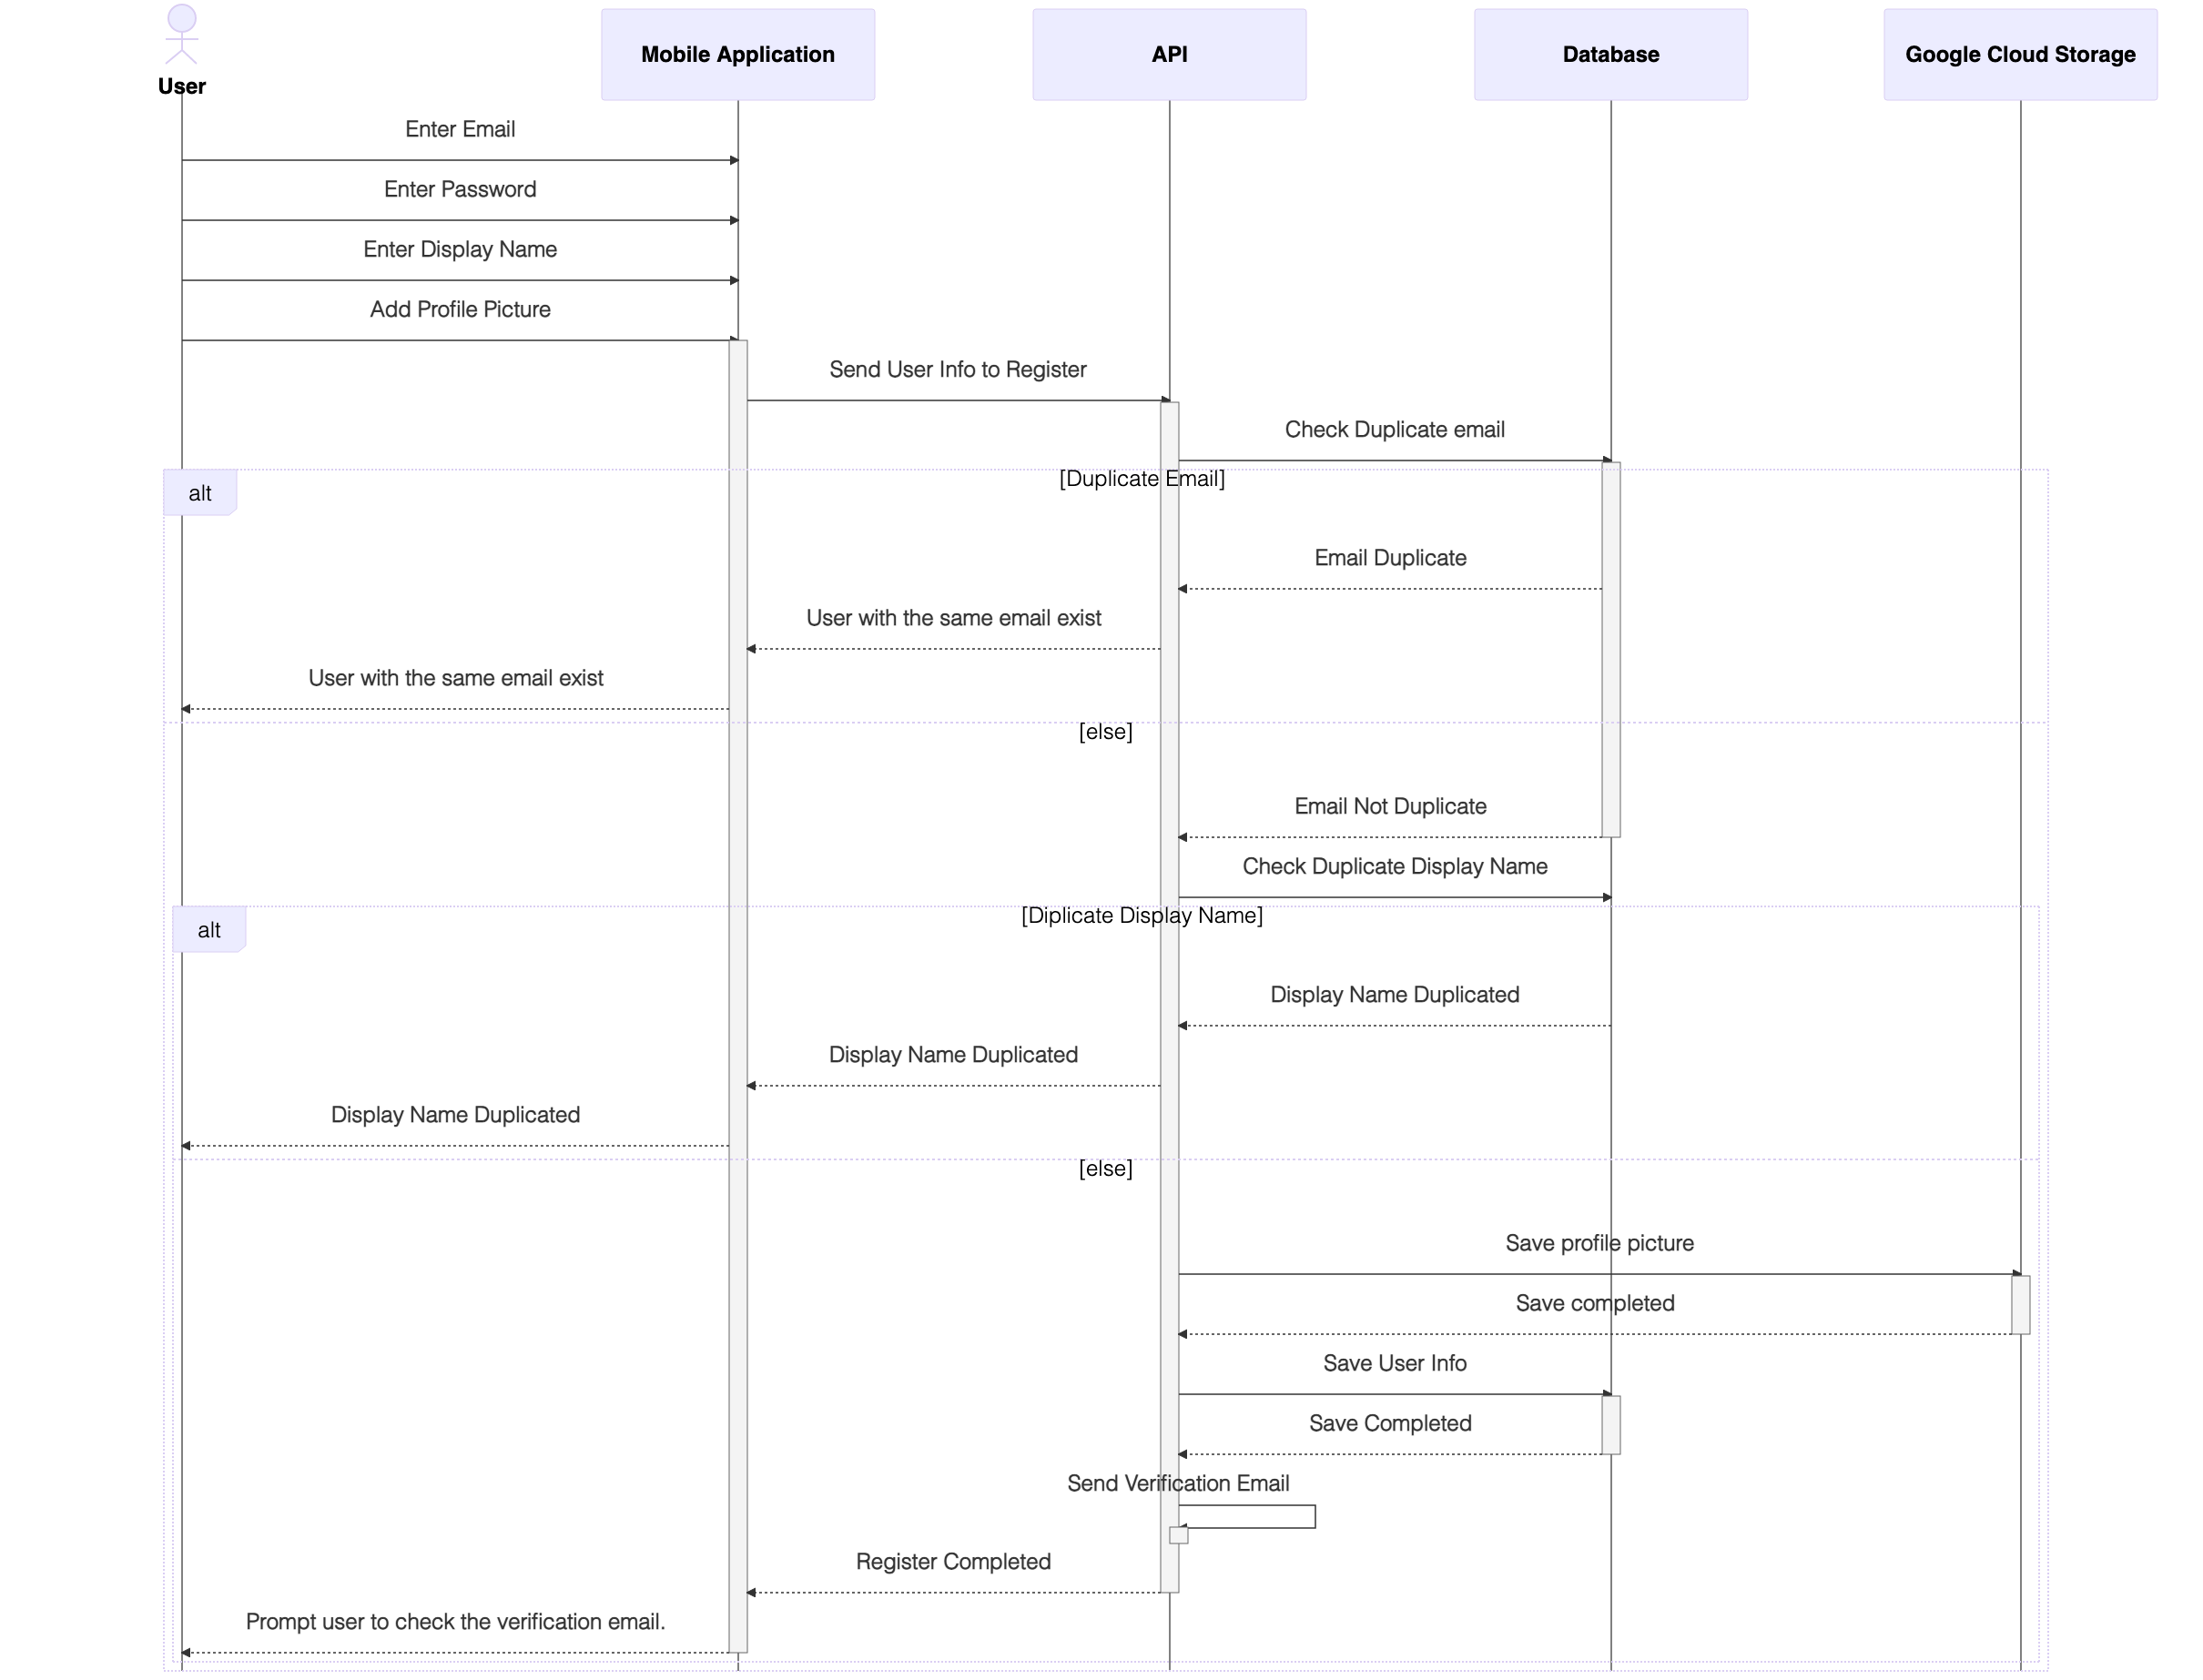 User
Mobile Application
API
Database
Google Cloud Storage
Enter Email
Enter Password
Enter Display Name
Add Profile Picture
Send User Info to Register
Check Duplicate email
alt
[Duplicate Email]
Email Duplicate
User with the same email exist
User with the same email exist
[else]
Email Not Duplicate
Check Duplicate Display Name
alt
[Diplicate Display Name]
Display Name Duplicated
Display Name Duplicated
Display Name Duplicated
[else]
Save profile picture
Save completed
Save User Info
Save Completed
Send Verification Email
Register Completed
Prompt user to check the verification email.